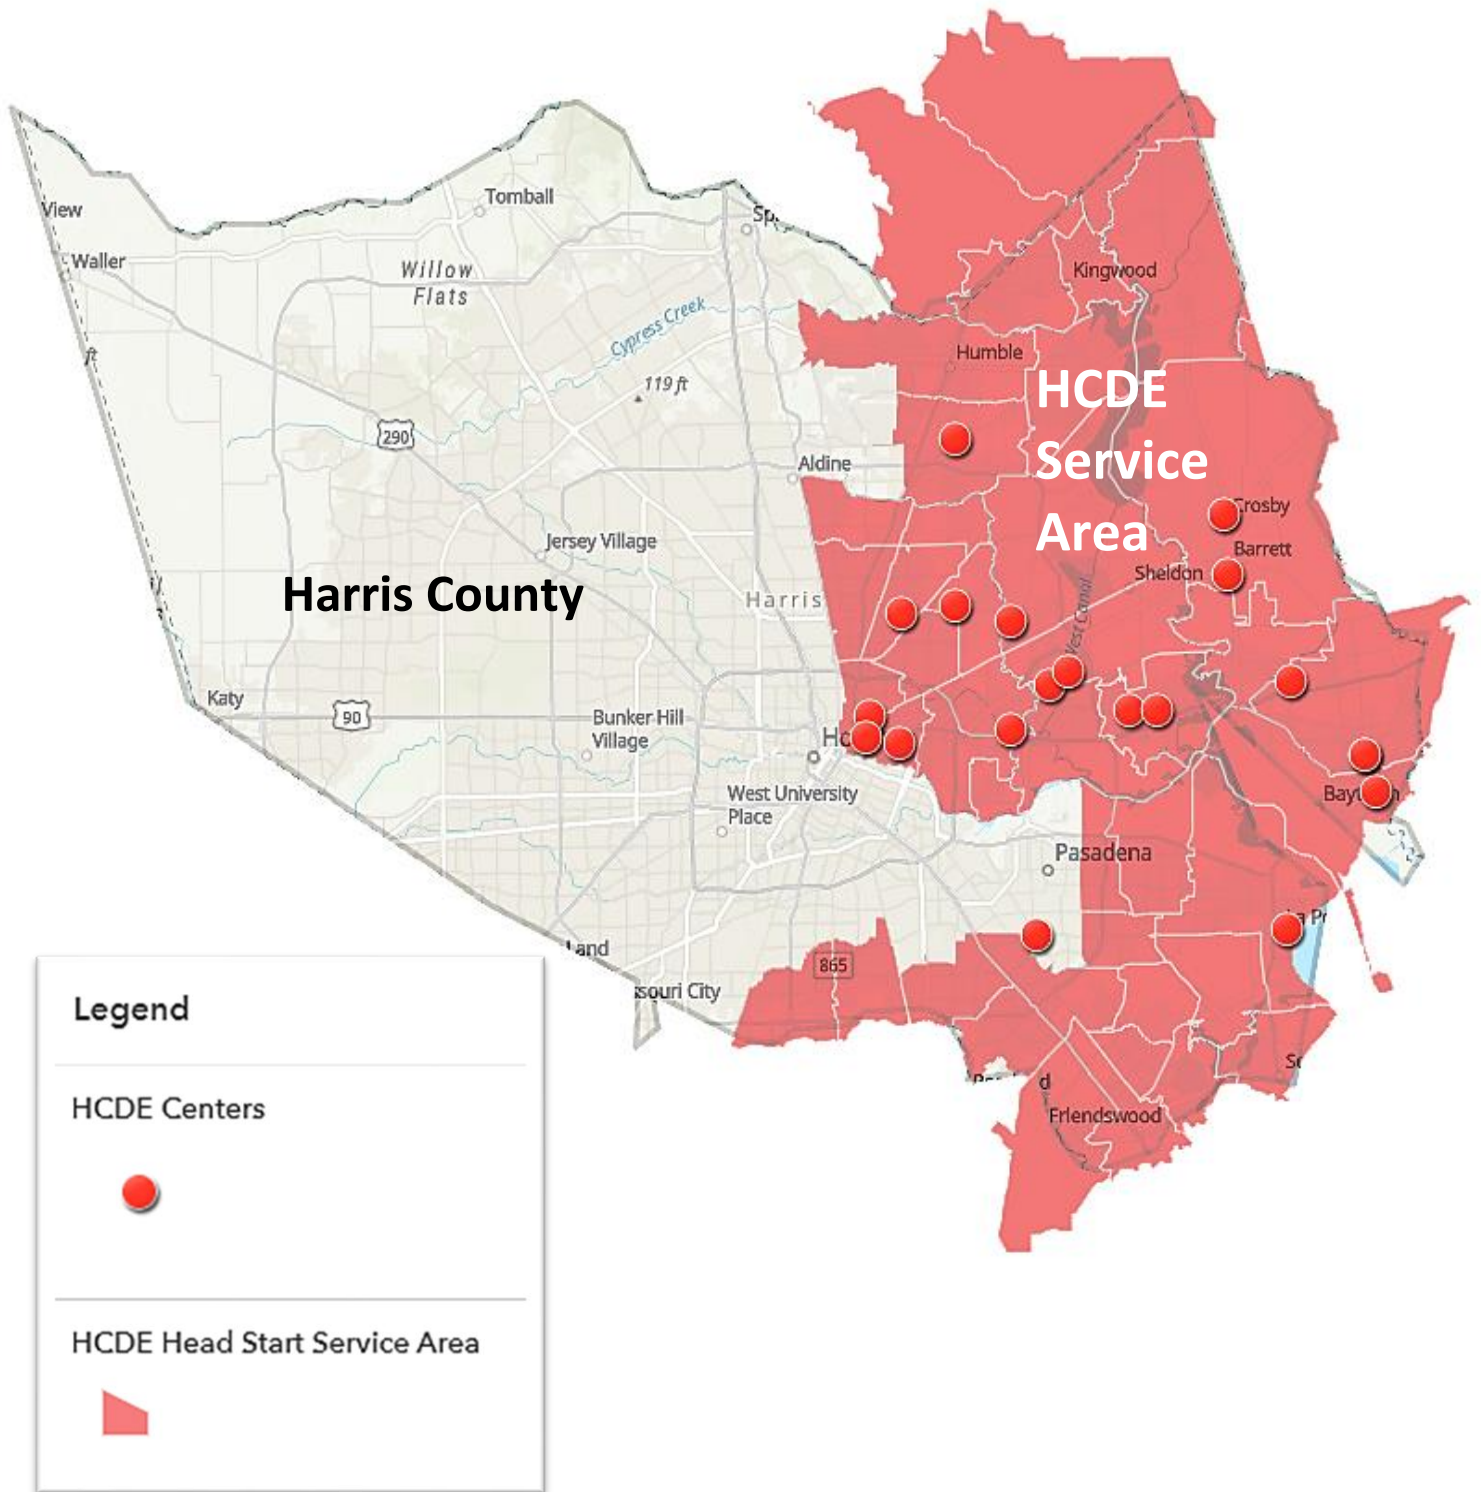 Tomball
View
Waller
Willow
Flats
Kingwood
Cypress Creek
Humble
119 ft
HCDE
Service
Area
290
Aldine
Crosby
Jersey Village
Barrett
Sheldon
Harris County
Harris
Katy
90
Bunker Hill
Village
West University
Place
Pasadena
865
Friendswood
Legend
HCDE Centers
HCDE Head Start Service Area